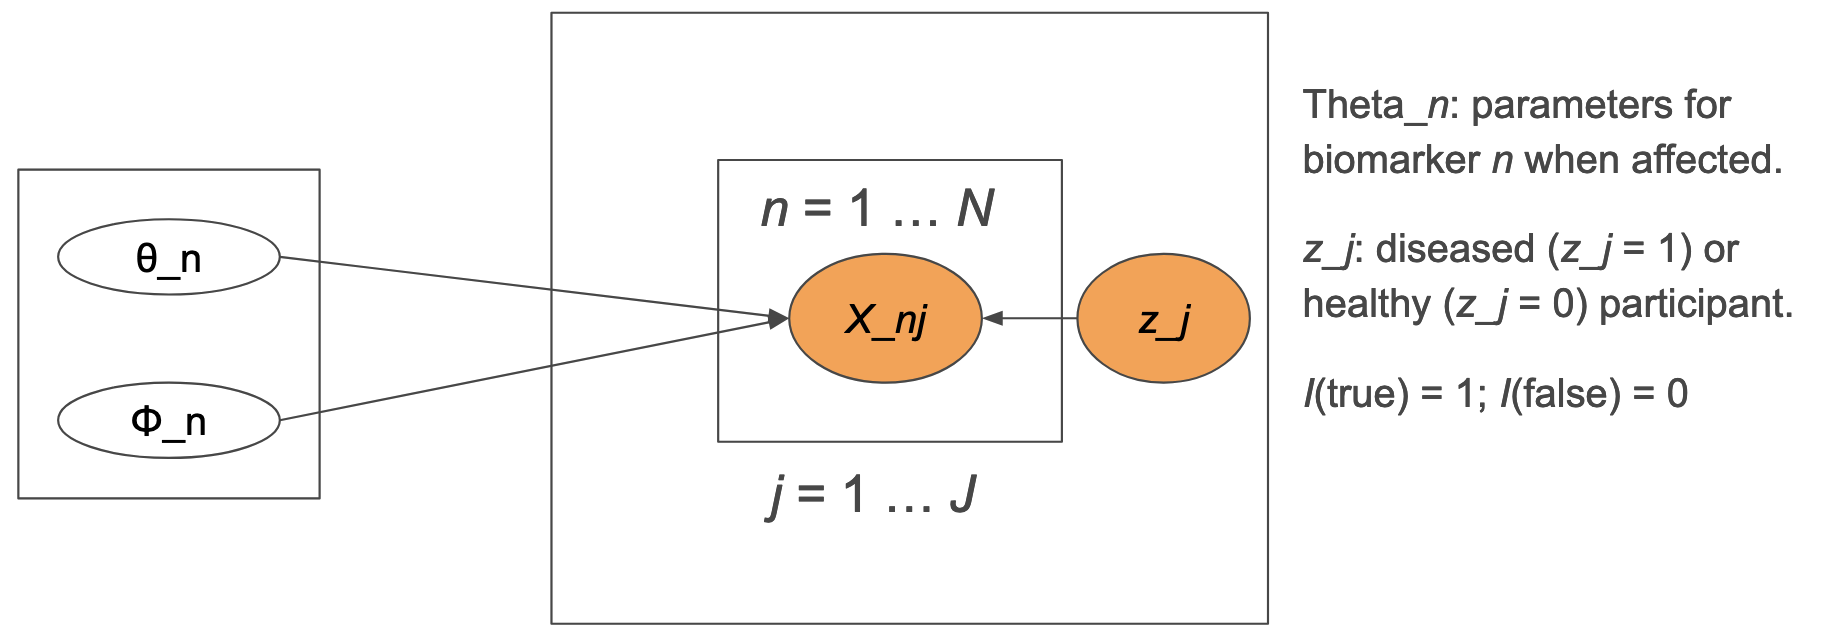 θ_n
Φ_n
n = 1 … N
X_nj
z_j
j = 1 … J
Theta_n: parameters for
biomarker n when affected.
z_j: diseased (z_j = 1) or
healthy (z_j = 0) participant.
I(true) = 1; I(false) = 0